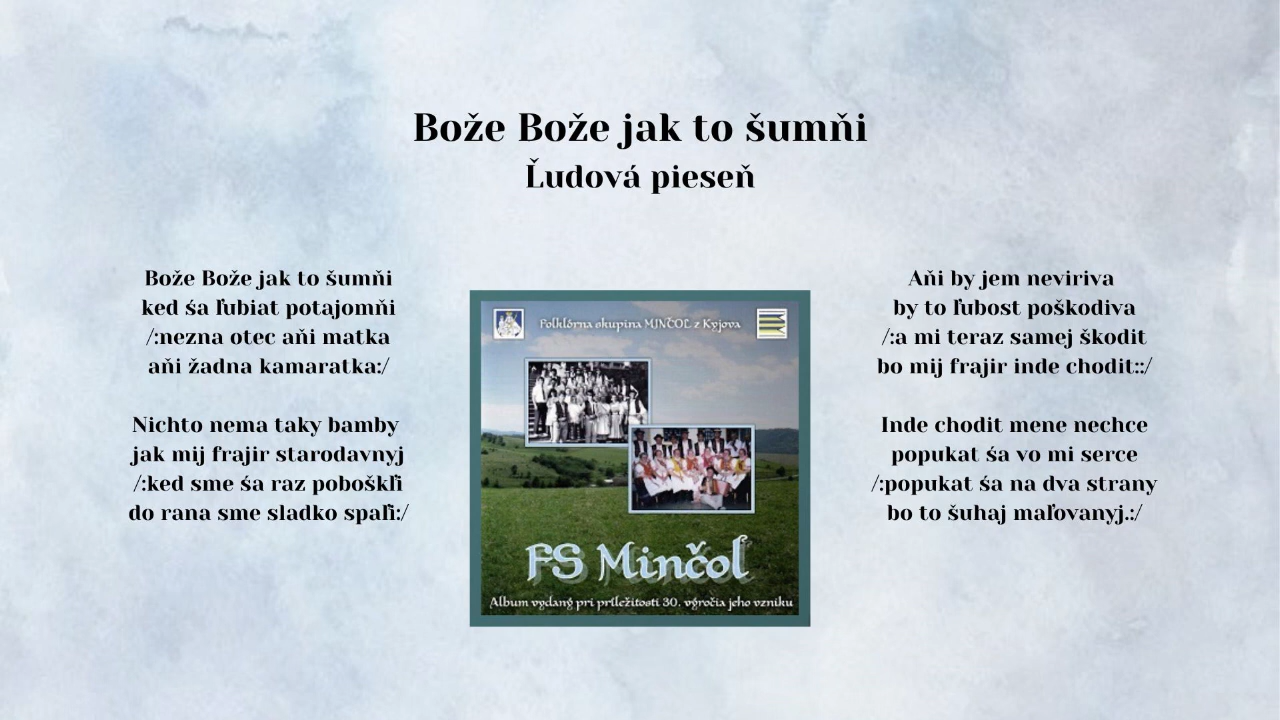 Bože Bože jak to šumňi
Ľudová pieseň
Bože Bože jak to šumňi
ked śa ľubiat potajomňi
/:nezna otec aňi matka
aňi žadna kamaratka:/
Nichto nema taky bamby
jak mij frajir starodavnyj
/:ked sme śa raz poboškľi
do rana sme sladko spaľi:/
Folklórna skupina MINČOL z Kyjova
FS Minčoľ
Album vydaný pri príležitosti 30. výročia jeho vzniku
Aňi by jem neviriva
by to ľubost poškodiva
/:a mi teraz samej škodit
bo mij frajir inde chodit::/
Inde chodit mene nechce
popukat śa vo mi serce
/:popukat śa na dva strany
bo to šuhaj maľovanyj.:/